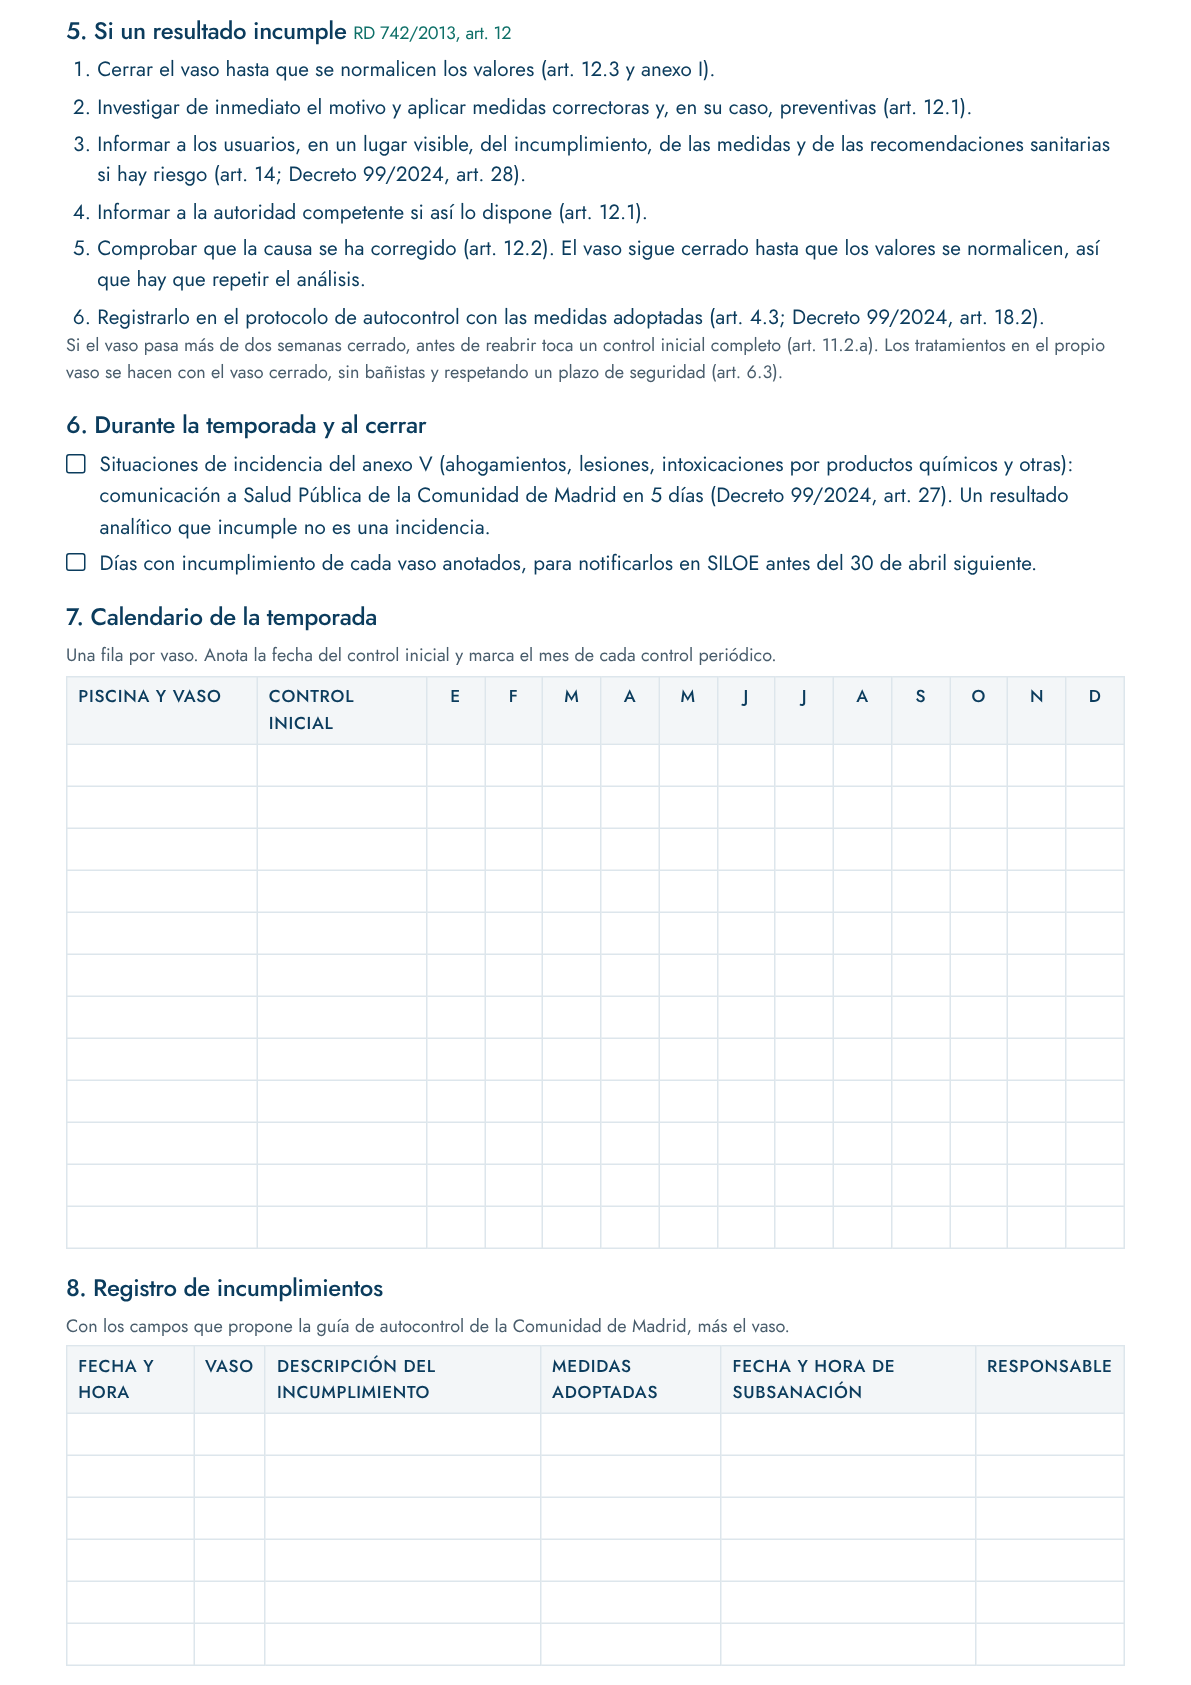 5. Si un resultado incumple RD 742/2013, art. 12
1. Cerrar el vaso hasta que se normalicen los valores (art. 12.3 y anexo I).
2. Investigar de inmediato el motivo y aplicar medidas correctoras y, en su caso, preventivas (art. 12.1).
3. Informar a los usuarios, en un lugar visible, del incumplimiento, de las medidas y de las recomendaciones sanitarias
si hay riesgo (art. 14; Decreto 99/2024, art. 28).
4. Informar a la autoridad competente si así lo dispone (art. 12.1).
5. Comprobar que la causa se ha corregido (art. 12.2). El vaso sigue cerrado hasta que los valores se normalicen, así
que hay que repetir el análisis.
6. Registrarlo en el protocolo de autocontrol con las medidas adoptadas (art. 4.3; Decreto 99/2024, art. 18.2).
Si el vaso pasa más de dos semanas cerrado, antes de reabrir toca un control inicial completo (art. 11.2.a). Los tratamientos en el propio
vaso se hacen con el vaso cerrado, sin bañistas y respetando un plazo de seguridad (art. 6.3).
6. Durante la temporada y al cerrar
Situaciones de incidencia del anexo V (ahogamientos, lesiones, intoxicaciones por productos químicos y otras):
comunicación a Salud Pública de la Comunidad de Madrid en 5 días (Decreto 99/2024, art. 27). Un resultado
analítico que incumple no es una incidencia.
Días con incumplimiento de cada vaso anotados, para notificarlos en SILOE antes del 30 de abril siguiente.
7. Calendario de la temporada
Una fila por vaso. Anota la fecha del control inicial y marca el mes de cada control periódico.
PISCINA Y VASO CONTROL E F M A M J J A S O N D
INICIAL
8. Registro de incumplimientos
Con los campos que propone la guía de autocontrol de la Comunidad de Madrid, más el vaso.
FECHA Y VASO DESCRIPCIÓN DEL MEDIDAS FECHA Y HORA DE RESPONSABLE
HORA INCUMPLIMIENTO ADOPTADAS SUBSANACIÓN